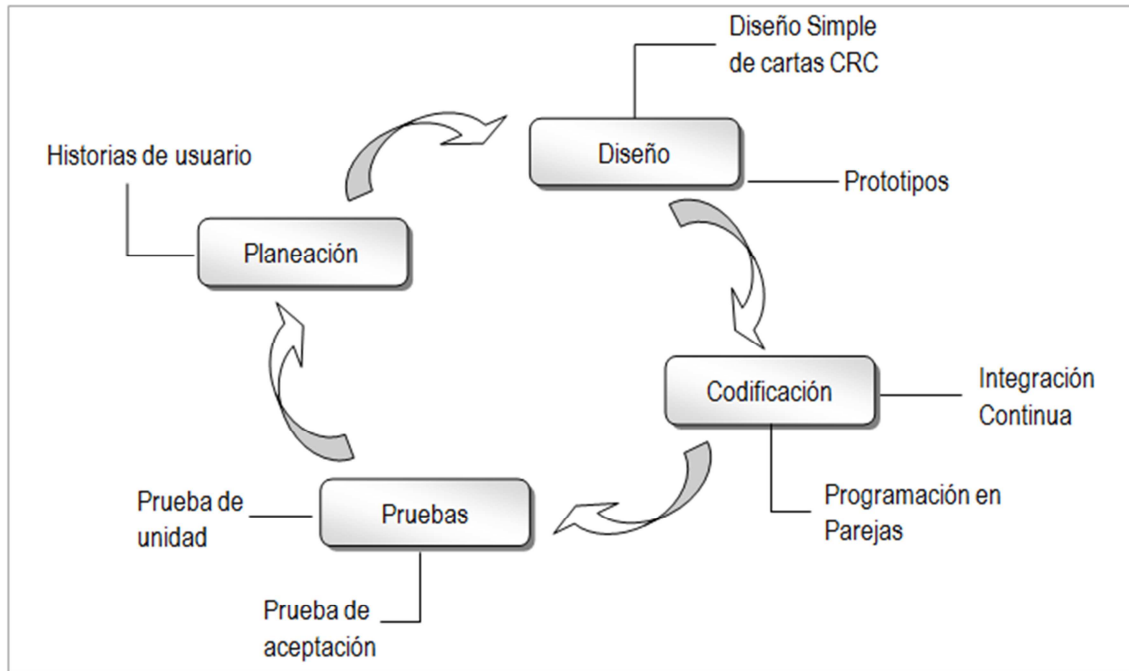 Diseño Simple
de cartas CRC
Diseño
Prototipos
Historias de usuario
Planeación
Codificación
Integración
Continua
Programación en
Parejas
Pruebas
Prueba de
unidad
Prueba de
aceptación